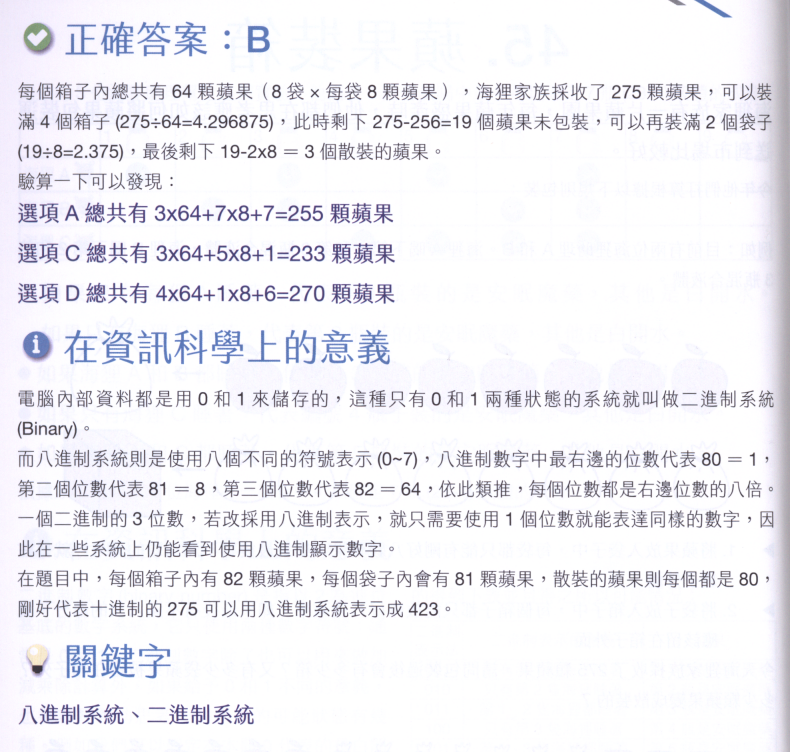 正確答案：B
每個箱子內總共有 64 顆蘋果（8 袋 × 每袋 8 顆蘋果），海狸家族採收了 275 顆蘋果，可以裝
滿 4 個箱子 (275÷64=4.296875)，此時剩下 275-256=19 個蘋果未包裝，可以再裝滿 2 個袋子
(19÷8=2.375)，最後剩下 19-2x8 = 3 個散裝的蘋果。
驗算一下可以發現：
選項 A 總共有 3x64+7x8+7=255 顆蘋果
選項 C 總共有 3x64+5x8+1=233 顆蘋果
選項 D 總共有 4x64+1x8+6=270 顆蘋果
在資訊科學上的意義
電腦內部資料都是用 0 和 1 來儲存的，這種只有 0 和 1 兩種狀態的系統就叫做二進制系統
(Binary)。
而八進制系統則是使用八個不同的符號表示 (0~7)，八進制數字中最右邊的位數代表 80 = 1，
第二個位數代表 81 = 8，第三個位數代表 82 = 64，依此類推，每個位數都是右邊位數的八倍。
一個二進制的 3 位數，若改採用八進制表示，就只需要使用 1 個位數就能表達同樣的數字，因
此在一些系統上仍能看到使用八進制顯示數字。
在題目中，每個箱子內有 82 顆蘋果，每個袋子內會有 81 顆蘋果，散裝的蘋果則每個都是 80，
剛好代表十進制的 275 可以用八進制系統表示成 423。
關鍵字
八進制系統、二進制系統